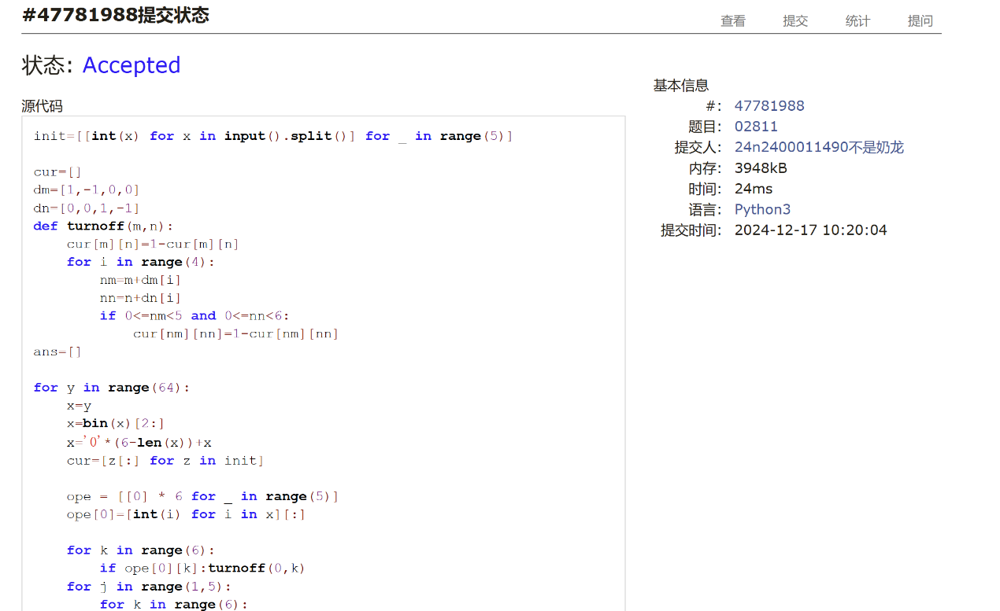 #47781988提交状态
查看 提交 统计 提问
状态: Accepted
源代码
init=[[int(x) for x in input().split()] for _ in range(5)]

cur=[]
dm=[1,-1,0,0]
dn=[0,0,1,-1]
def turnoff(m,n):
    cur[m][n]=1-cur[m][n]
    for i in range(4):
        nm=m+dm[i]
        nn=n+dn[i]
        if 0<=nm<5 and 0<=nn<6:
            cur[nm][nn]=1-cur[nm][nn]
ans=[]

for y in range(64):
    x=y
    x=bin(x)[2:]
    x='0'*(6-len(x))+x
    cur=[z[:] for z in init]

    ope = [[0] * 6 for _ in range(5)]
    ope[0]=[int(i) for i in x][:]

    for k in range(6):
        if ope[0][k]:turnoff(0,k)
    for j in range(1,5):
        for k in range(6):
基本信息
#: 47781988
题目: 02811
提交人: 24n2400011490不是奶龙
内存: 3948kB
时间: 24ms
语言: Python3
提交时间: 2024-12-17 10:20:04